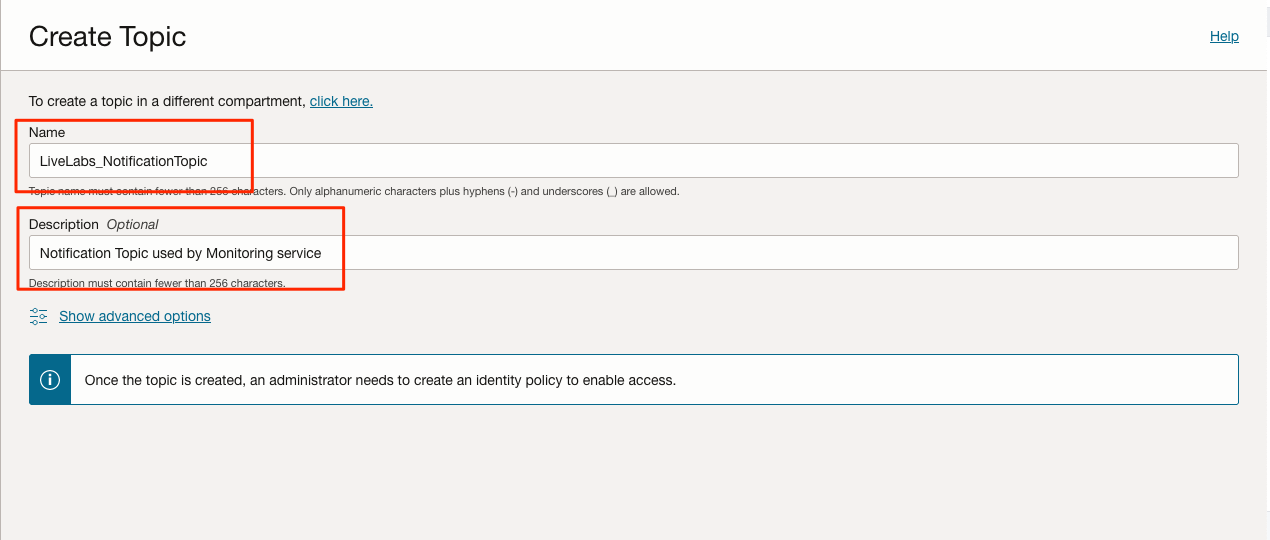 Create Topic
Help
To create a topic in a different compartment, click here.
Name
LiveLabs_NotificationTopic
Topic name must contain fewer than 256 characters. Only alphanumeric characters plus hyphens (-) and underscores (_) are allowed.
Description Optional
Notification Topic used by Monitoring service
Description must contain fewer than 256 characters.
Show advanced options
Once the topic is created, an administrator needs to create an identity policy to enable access.